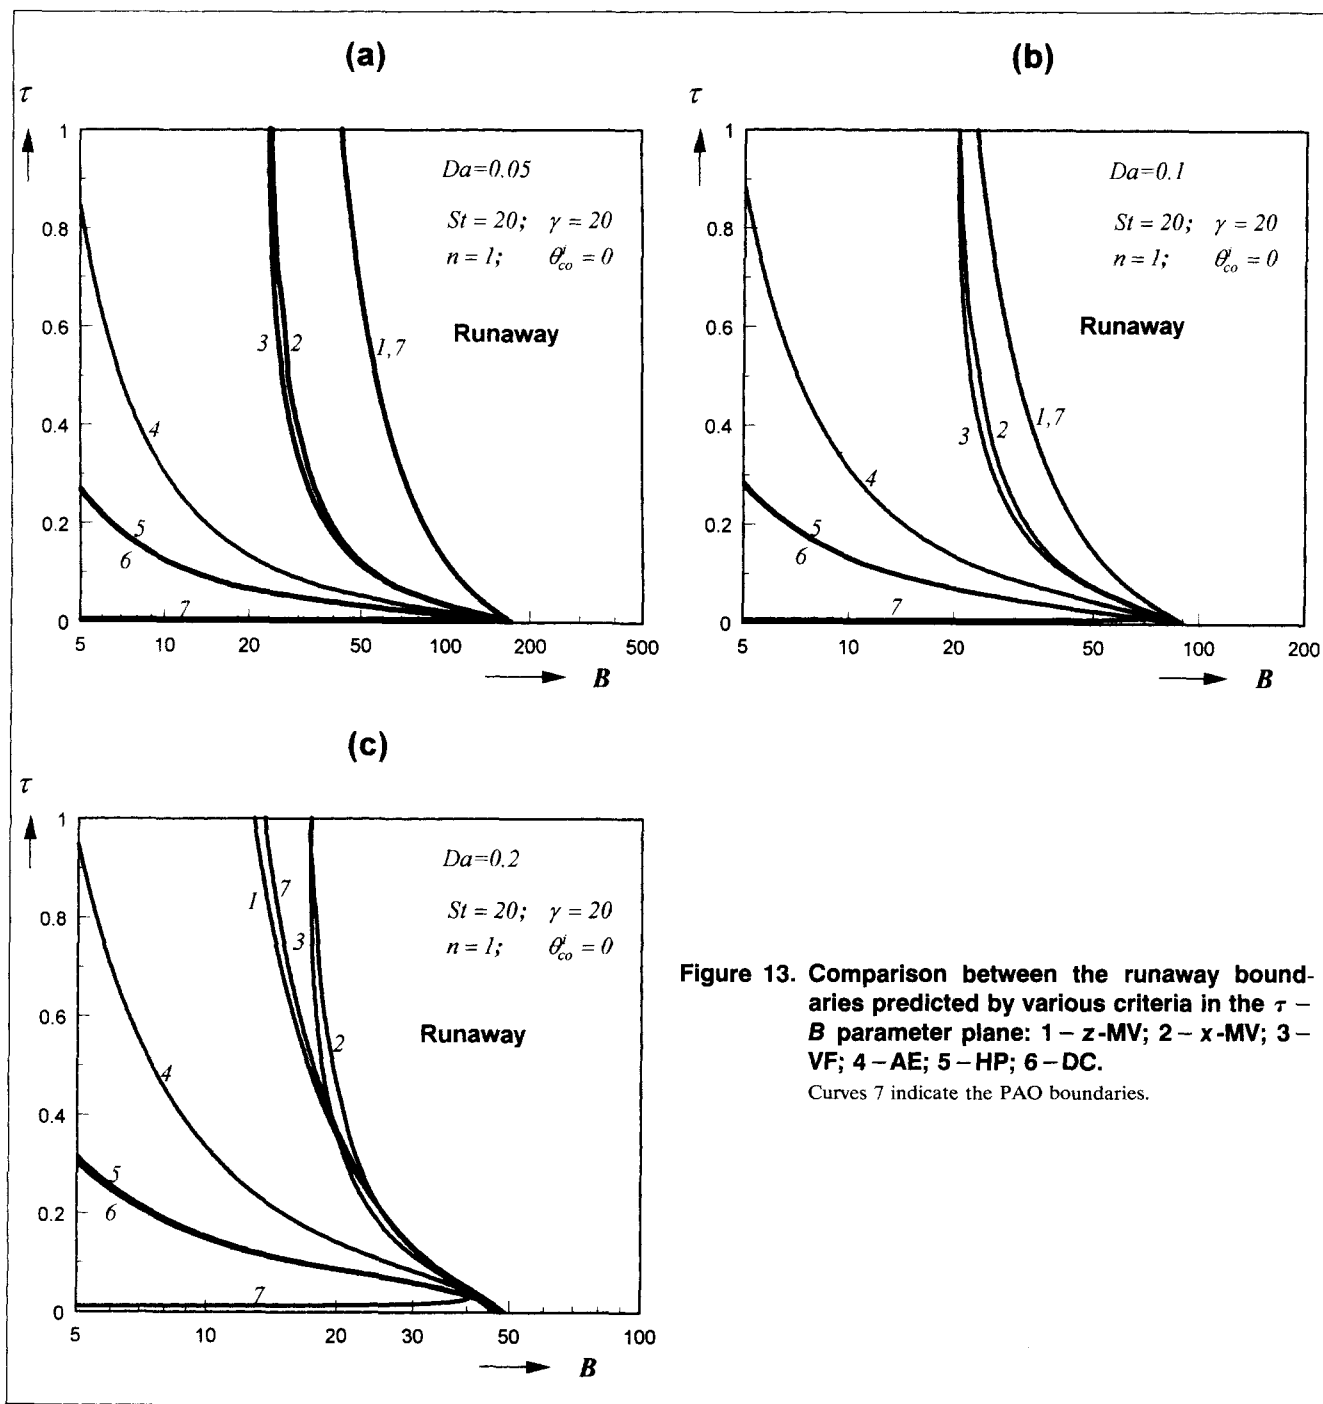 (a)
τ
1
0.8
0.6
0.4
0.2
0
5
10
20
50
100
200
500
B
Da=0.05
St = 20; γ = 20
n = 1; θ^i_co = 0
Runaway
3
2
1,7
4
5
6
7
(b)
τ
1
0.8
0.6
0.4
0.2
0
5
10
20
50
100
200
B
Da=0.1
St = 20; γ = 20
n = 1; θ^i_co = 0
Runaway
3
2
1,7
4
5
6
7
(c)
τ
1
0.8
0.6
0.4
0.2
0
5
10
20
30
50
100
B
Da=0.2
St = 20; γ = 20
n = 1; θ^i_co = 0
Runaway
1
7
3
2
4
5
6
7
Figure 13. Comparison between the runaway bound-
aries predicted by various criteria in the τ –
B parameter plane: 1 – z-MV; 2 – x-MV; 3 –
VF; 4 – AE; 5 – HP; 6 – DC.
Curves 7 indicate the PAO boundaries.